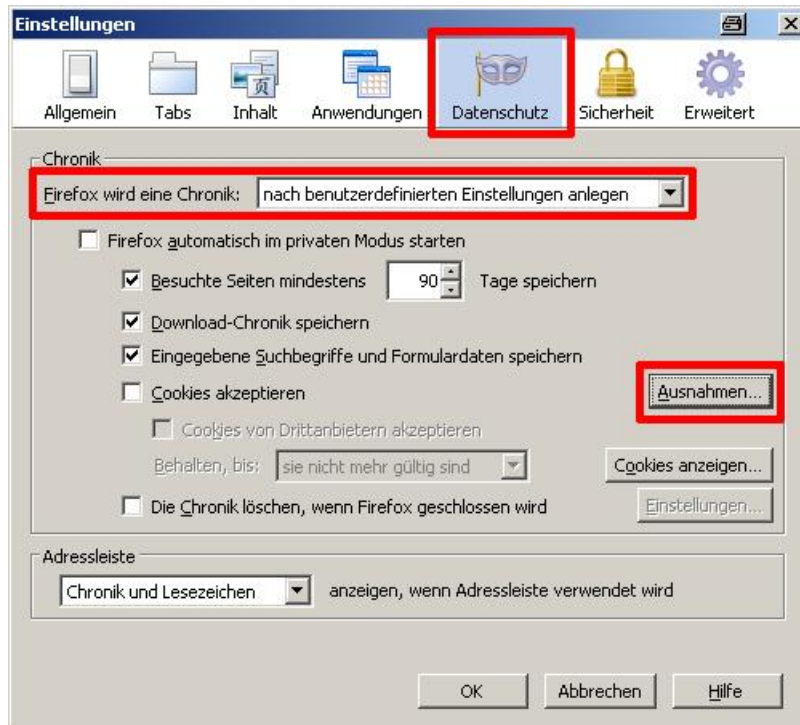 Einstellungen
Allgemein Tabs Inhalt Anwendungen Datenschutz Sicherheit Erweitert
Chronik
Firefox wird eine Chronik: nach benutzerdefinierten Einstellungen anlegen
Firefox automatisch im privaten Modus starten
Besuchte Seiten mindestens 90 Tage speichern
Download-Chronik speichern
Eingegebene Suchbegriffe und Formulardaten speichern
Cookies akzeptieren Ausnahmen...
Cookies von Drittanbietern akzeptieren
Behalten, bis: sie nicht mehr gültig sind Cookies anzeigen...
Die Chronik löschen, wenn Firefox geschlossen wird Einstellungen...
Adressleiste
Chronik und Lesezeichen anzeigen, wenn Adressleiste verwendet wird
OK Abbrechen Hilfe